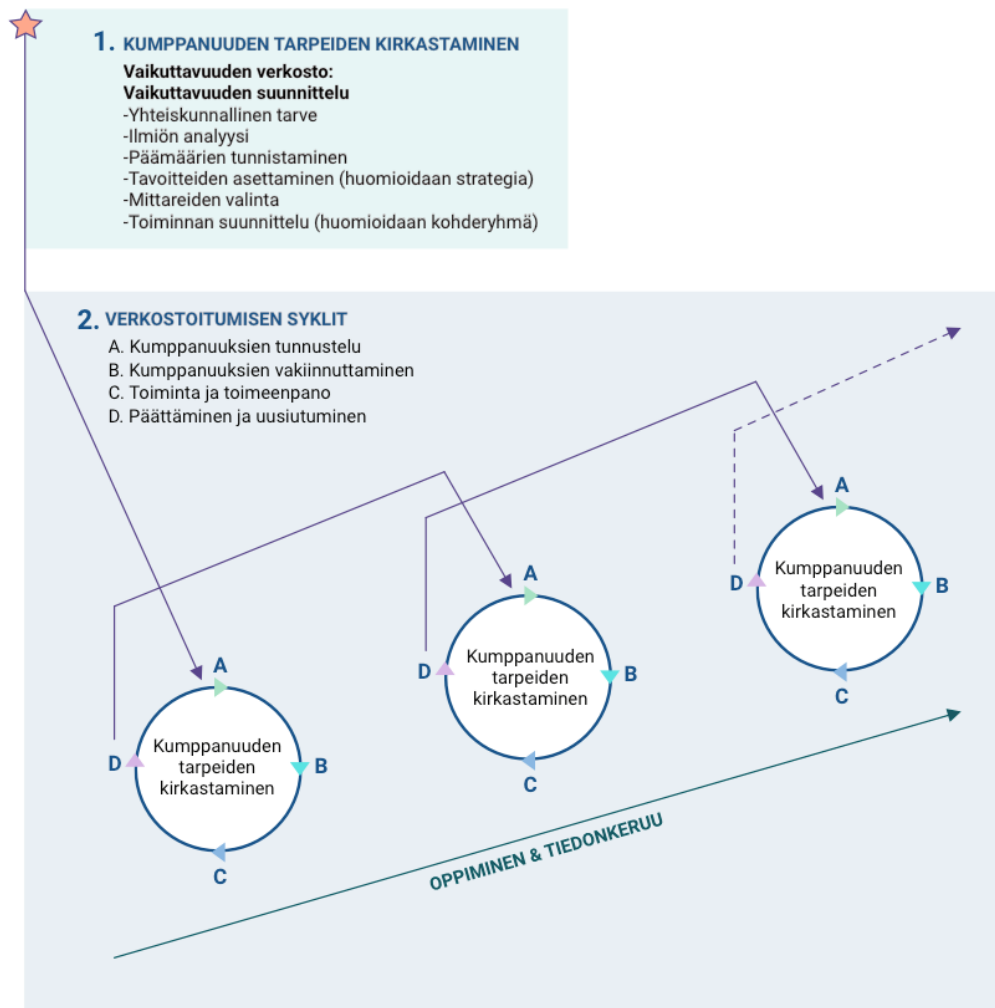 1. KUMPPANUUDEN TARPEIDEN KIRKASTAMINEN
Vaikuttavuuden verkosto:
Vaikuttavuuden suunnittelu
-Yhteiskunnallinen tarve
-Ilmiön analyysi
-Päämäärien tunnistaminen
-Tavoitteiden asettaminen (huomioidaan strategia)
-Mittareiden valinta
-Toiminnan suunnittelu (huomioidaan kohderyhmä)
2. VERKOSTOITUMISEN SYKLIT
A. Kumppanuuksien tunnustelu
B. Kumppanuuksien vakiinnuttaminen
C. Toiminta ja toimeenpano
D. Päättäminen ja uusiutuminen
A
Kumppanuuden
tarpeiden
kirkastaminen
D
B
C
A
Kumppanuuden
tarpeiden
kirkastaminen
D
B
C
A
Kumppanuuden
tarpeiden
kirkastaminen
D
B
C
OPPIMINEN & TIEDONKERUU